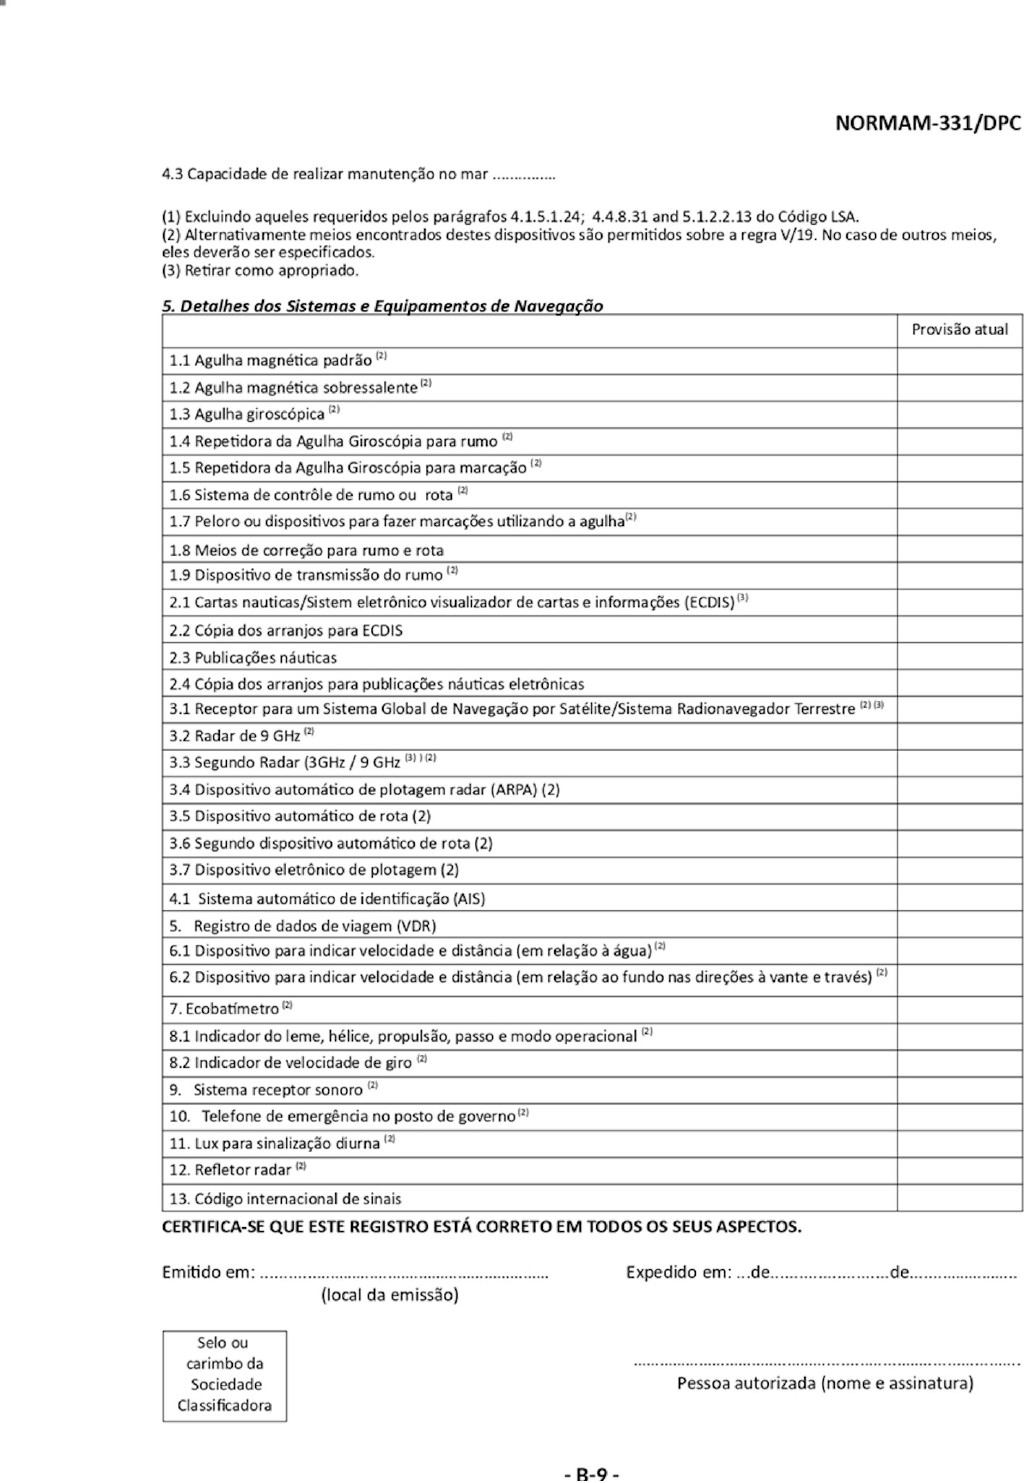 NORMAM-331/DPC
4.3 Capacidade de realizar manutenção no mar ...............
(1) Excluindo aqueles requeridos pelos parágrafos 4.1.5.1.24; 4.4.8.31 and 5.1.2.2.13 do Código LSA.
(2) Alternativamente meios encontrados destes dispositivos são permitidos sobre a regra V/19. No caso de outros meios,
eles deverão ser especificados.
(3) Retirar como apropriado.
5. Detalhes dos Sistemas e Equipamentos de Navegação
Provisão atual
1.1 Agulha magnética padrão (2)
1.2 Agulha magnética sobressalente (2)
1.3 Agulha giroscópica (2)
1.4 Repetidora da Agulha Giroscópia para rumo (2)
1.5 Repetidora da Agulha Giroscópia para marcação (2)
1.6 Sistema de contrôle de rumo ou rota (2)
1.7 Peloro ou dispositivos para fazer marcações utilizando a agulha(2)
1.8 Meios de correção para rumo e rota
1.9 Dispositivo de transmissão do rumo (2)
2.1 Cartas nauticas/Sistem eletrônico visualizador de cartas e informações (ECDIS) (3)
2.2 Cópia dos arranjos para ECDIS
2.3 Publicações náuticas
2.4 Cópia dos arranjos para publicações náuticas eletrônicas
3.1 Receptor para um Sistema Global de Navegação por Satélite/Sistema Radionavegador Terrestre (2) (3)
3.2 Radar de 9 GHz (2)
3.3 Segundo Radar (3GHz / 9 GHz (3) ) (2)
3.4 Dispositivo automático de plotagem radar (ARPA) (2)
3.5 Dispositivo automático de rota (2)
3.6 Segundo dispositivo automático de rota (2)
3.7 Dispositivo eletrônico de plotagem (2)
4.1 Sistema automático de identificação (AIS)
5. Registro de dados de viagem (VDR)
6.1 Dispositivo para indicar velocidade e distância (em relação à água) (2)
6.2 Dispositivo para indicar velocidade e distância (em relação ao fundo nas direções à vante e través) (2)
7. Ecobatímetro (2)
8.1 Indicador do leme, hélice, propulsão, passo e modo operacional (2)
8.2 Indicador de velocidade de giro (2)
9. Sistema receptor sonoro (2)
10. Telefone de emergência no posto de governo (2)
11. Lux para sinalização diurna (2)
12. Refletor radar (2)
13. Código internacional de sinais
CERTIFICA-SE QUE ESTE REGISTRO ESTÁ CORRETO EM TODOS OS SEUS ASPECTOS.
Emitido em: ............................................................... Expedido em: ...de.........................de.......................
(local da emissão)
Selo ou
carimbo da
Sociedade
Classificadora
.....................................................................................
Pessoa autorizada (nome e assinatura)
- B-9 -